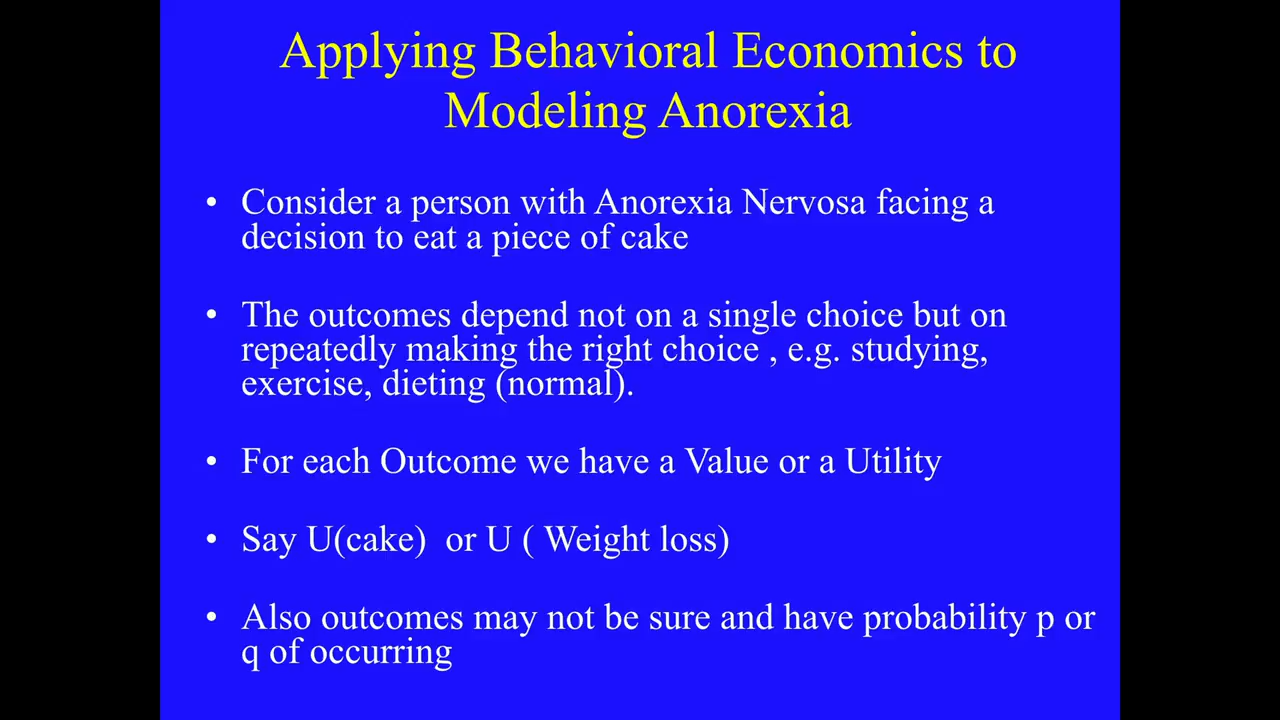 Applying Behavioral Economics to
Modeling Anorexia
• Consider a person with Anorexia Nervosa facing a
decision to eat a piece of cake
• The outcomes depend not on a single choice but on
repeatedly making the right choice , e.g. studying,
exercise, dieting (normal).
• For each Outcome we have a Value or a Utility
• Say U(cake)  or U ( Weight loss)
• Also outcomes may not be sure and have probability p or
q of occurring